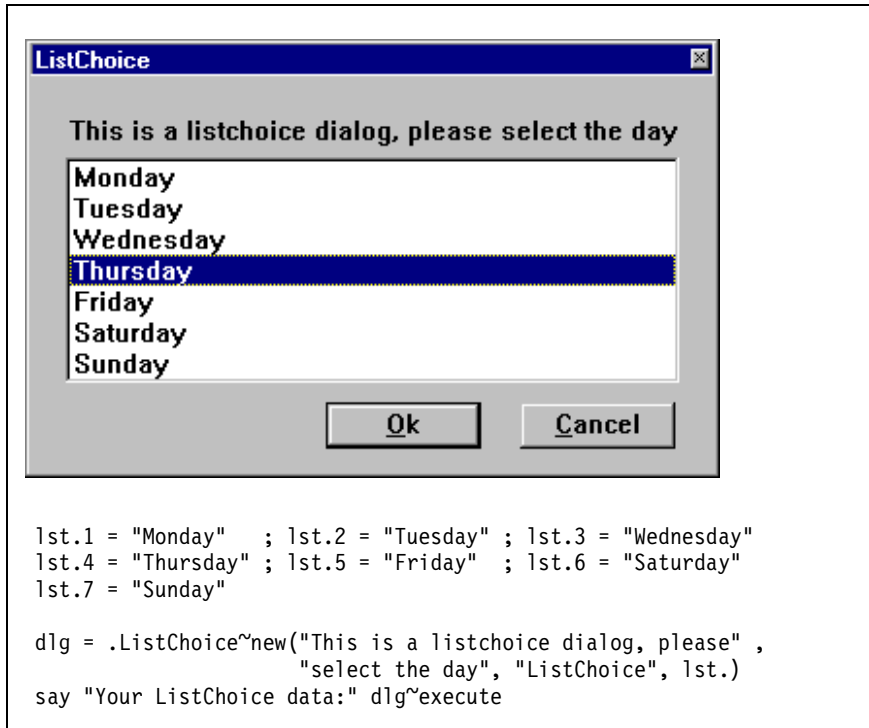 ListChoice
This is a listchoice dialog, please select the day
Monday
Tuesday
Wednesday
Thursday
Friday
Saturday
Sunday
Ok Cancel
lst.1 = "Monday"   ; lst.2 = "Tuesday" ; lst.3 = "Wednesday"
lst.4 = "Thursday" ; lst.5 = "Friday"  ; lst.6 = "Saturday"
lst.7 = "Sunday"
dlg = .ListChoice~new("This is a listchoice dialog, please" ,
                      "select the day", "ListChoice", lst.)
say "Your ListChoice data:" dlg~execute